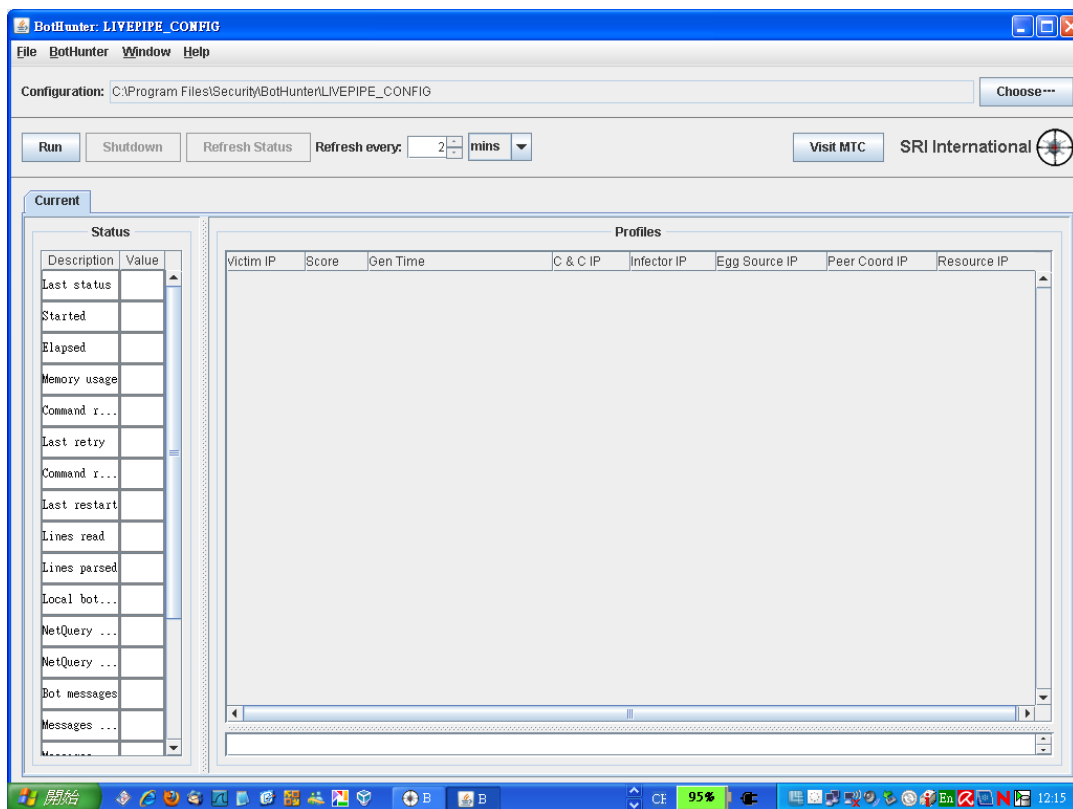 BotHunter: LIVEPIPE_CONFIG
File BotHunter Window Help
Configuration: C:\Program Files\Security\BotHunter\LIVEPIPE_CONFIG Choose---
Run Shutdown Refresh Status Refresh every: 2 mins Visit MTC SRI International
Current
Status
Description Value
Last status
Started
Elapsed
Memory usage
Command r...
Last retry
Command r...
Last restart
Lines read
Lines parsed
Local bot...
NetQuery ...
NetQuery ...
Bot messages
Messages ...
Profiles
Victim IP Score Gen Time C & C IP Infector IP Egg Source IP Peer Coord IP Resource IP
開始 B B CE 95% En N 12:15